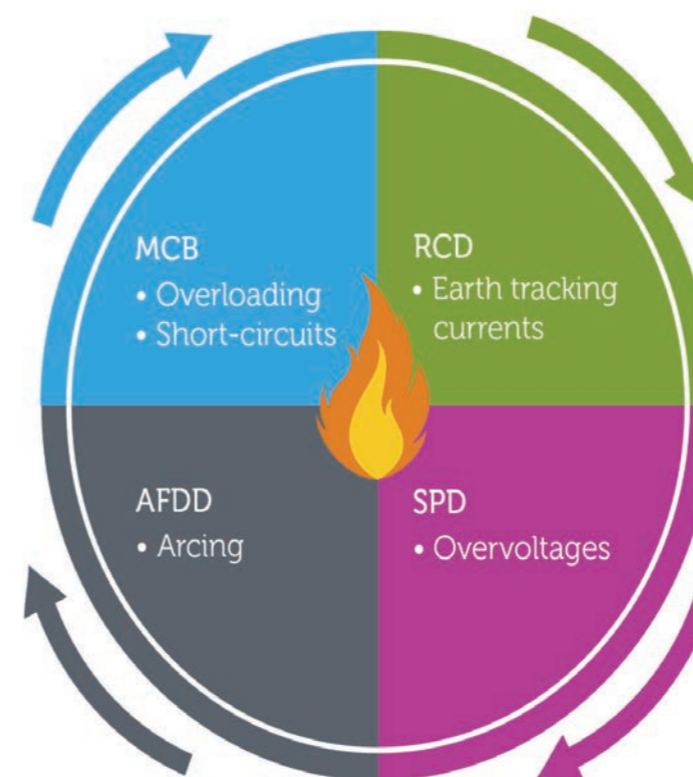 MCB
• Overloading
• Short-circuits
RCD
• Earth tracking
currents
AFDD
• Arcing
SPD
• Overvoltages